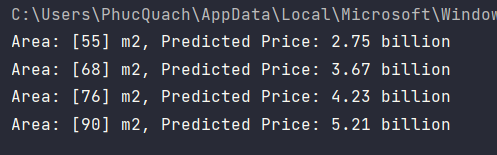 C:\Users\PhucQuach\AppData\Local\Microsoft\Window
Area: [55] m2, Predicted Price: 2.75 billion
Area: [68] m2, Predicted Price: 3.67 billion
Area: [76] m2, Predicted Price: 4.23 billion
Area: [90] m2, Predicted Price: 5.21 billion